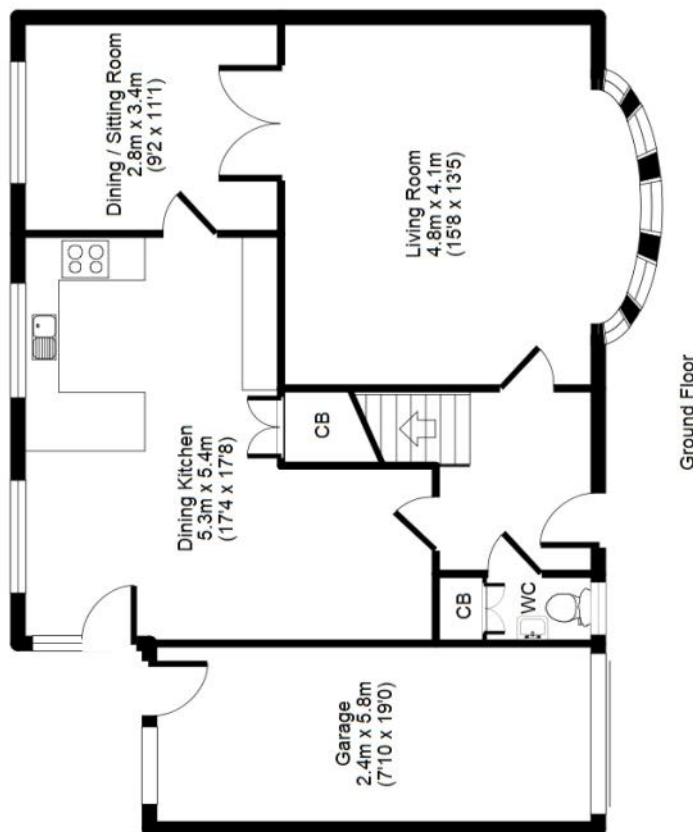 Dining / Sitting Room
2.8m x 3.4m
(9'2 x 11'1)
Living Room
4.8m x 4.1m
(15'8 x 13'5)
Dining Kitchen
5.3m x 5.4m
(17'4 x 17'8)
CB
CB
WC
Garage
2.4m x 5.8m
(7'10 x 19'0)
Ground Floor